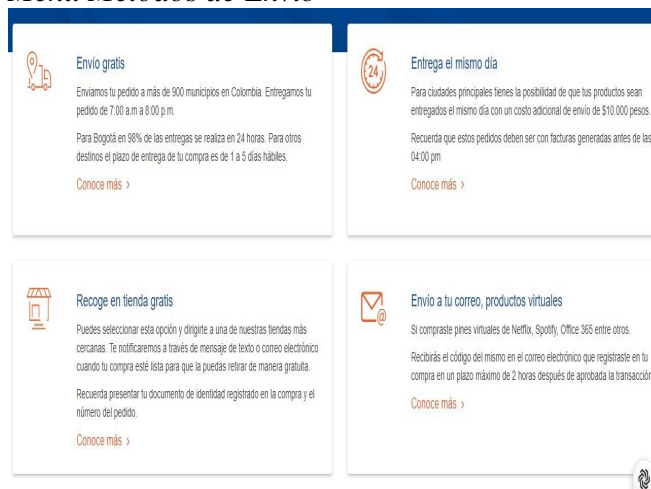 Menú Métodos de Envío
Envío gratis
Enviamos tu pedido a más de 900 municipios en Colombia. Entregamos tu
pedido de 7:00 a.m a 8:00 p.m.
Para Bogotá en 98% de las entregas se realiza en 24 horas. Para otros
destinos el plazo de entrega de tu compra es de 1 a 5 días hábiles.
Conoce más >
24
Entrega el mismo día
Para ciudades principales tienes la posibilidad de que tus productos sean
entregados el mismo día con un costo adicional de envío de $10.000 pesos.
Recuerda que estos pedidos deben ser con facturas generadas antes de las
04:00 pm
Conoce más >
Recoge en tienda gratis
Puedes seleccionar esta opción y dirigirte a una de nuestras tiendas más
cercanas. Te notificaremos a través de mensaje de texto o correo electrónico
cuando tu compra esté lista para que la puedas retirar de manera gratuita.
Recuerda presentar tu documento de identidad registrado en la compra y el
número del pedido.
Conoce más >
@
Envío a tu correo, productos virtuales
Si compraste pines virtuales de Netflix, Spotify, Office 365 entre otros.
Recibirás el código del mismo en el correo electrónico que registraste en tu
compra en un plazo máximo de 2 horas después de aprobada la transacción
Conoce más >